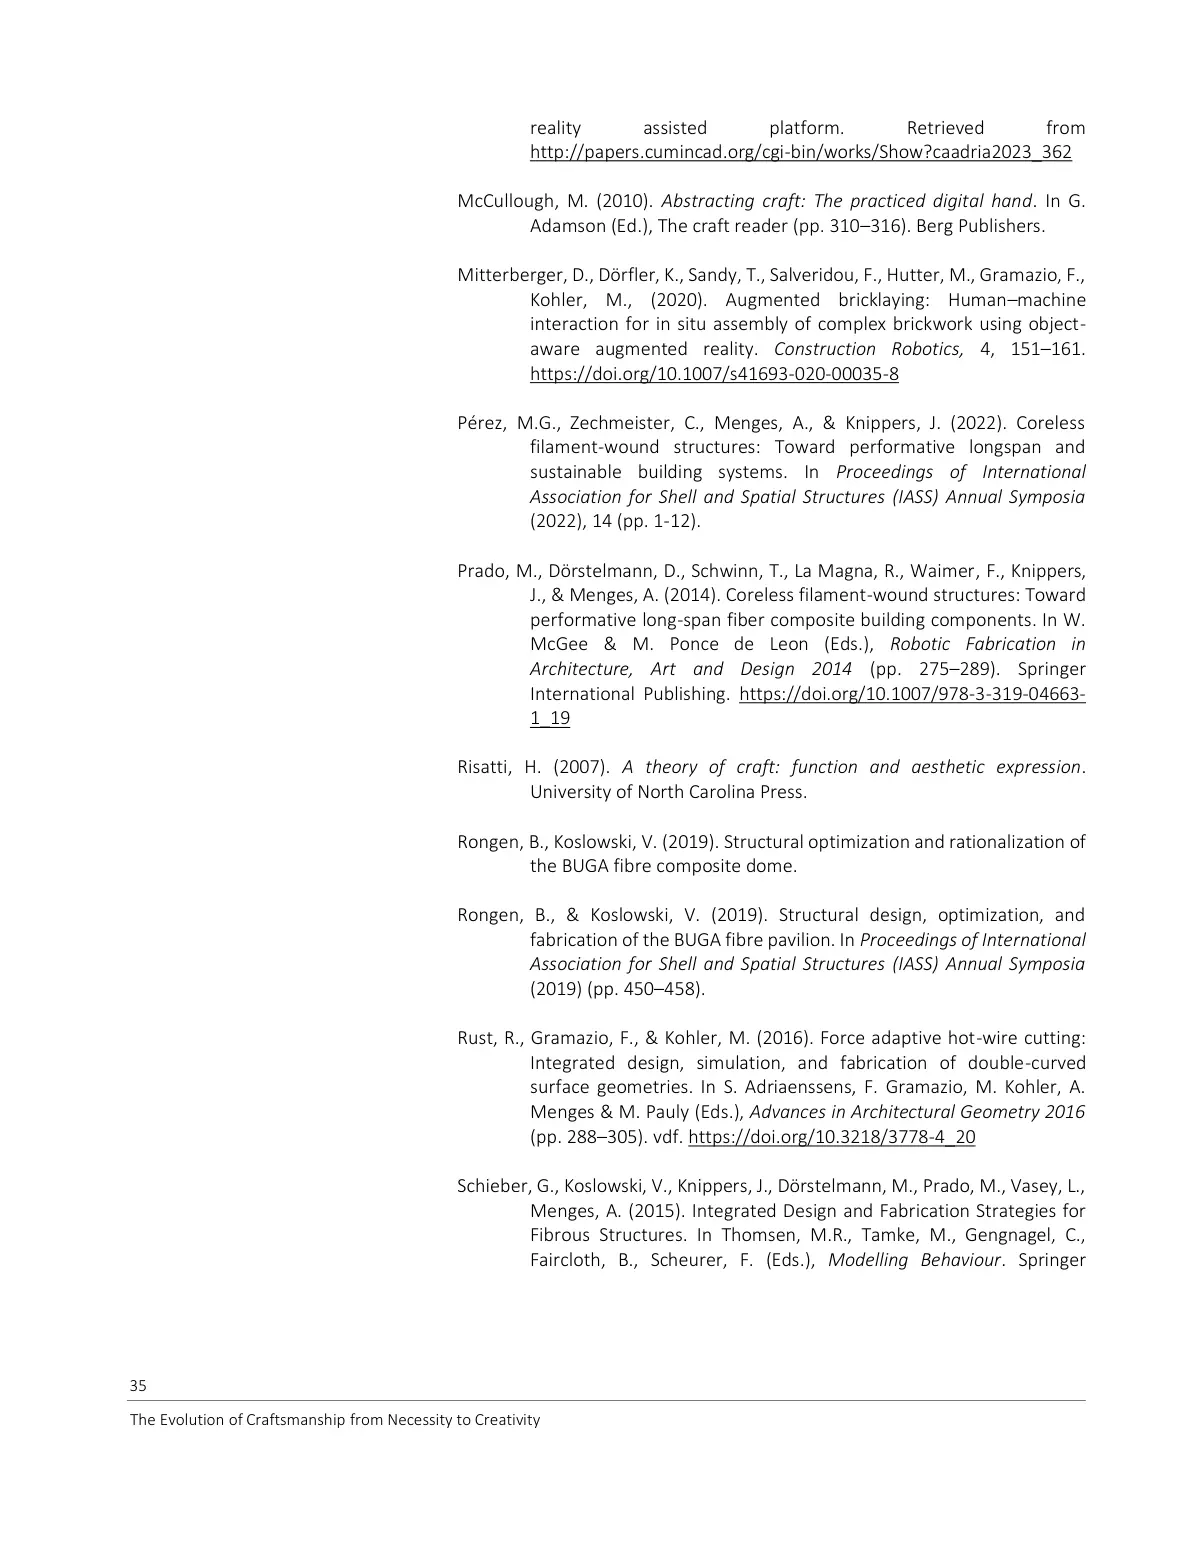 reality assisted platform. Retrieved from
http://papers.cumincad.org/cgi-bin/works/Show?caadria2023_362
McCullough, M. (2010). Abstracting craft: The practiced digital hand. In G.
Adamson (Ed.), The craft reader (pp. 310–316). Berg Publishers.
Mitterberger, D., Dörfler, K., Sandy, T., Salveridou, F., Hutter, M., Gramazio, F.,
Kohler, M., (2020). Augmented bricklaying: Human–machine
interaction for in situ assembly of complex brickwork using object-
aware augmented reality. Construction Robotics, 4, 151–161.
https://doi.org/10.1007/s41693-020-00035-8
Pérez, M.G., Zechmeister, C., Menges, A., & Knippers, J. (2022). Coreless
filament-wound structures: Toward performative longspan and
sustainable building systems. In Proceedings of International
Association for Shell and Spatial Structures (IASS) Annual Symposia
(2022), 14 (pp. 1-12).
Prado, M., Dörstelmann, D., Schwinn, T., La Magna, R., Waimer, F., Knippers,
J., & Menges, A. (2014). Coreless filament-wound structures: Toward
performative long-span fiber composite building components. In W.
McGee & M. Ponce de Leon (Eds.), Robotic Fabrication in
Architecture, Art and Design 2014 (pp. 275–289). Springer
International Publishing. https://doi.org/10.1007/978-3-319-04663-
1_19
Risatti, H. (2007). A theory of craft: function and aesthetic expression.
University of North Carolina Press.
Rongen, B., Koslowski, V. (2019). Structural optimization and rationalization of
the BUGA fibre composite dome.
Rongen, B., & Koslowski, V. (2019). Structural design, optimization, and
fabrication of the BUGA fibre pavilion. In Proceedings of International
Association for Shell and Spatial Structures (IASS) Annual Symposia
(2019) (pp. 450–458).
Rust, R., Gramazio, F., & Kohler, M. (2016). Force adaptive hot-wire cutting:
Integrated design, simulation, and fabrication of double-curved
surface geometries. In S. Adriaenssens, F. Gramazio, M. Kohler, A.
Menges & M. Pauly (Eds.), Advances in Architectural Geometry 2016
(pp. 288–305). vdf. https://doi.org/10.3218/3778-4_20
Schieber, G., Koslowski, V., Knippers, J., Dörstelmann, M., Prado, M., Vasey, L.,
Menges, A. (2015). Integrated Design and Fabrication Strategies for
Fibrous Structures. In Thomsen, M.R., Tamke, M., Gengnagel, C.,
Faircloth, B., Scheurer, F. (Eds.), Modelling Behaviour. Springer
35
The Evolution of Craftsmanship from Necessity to Creativity